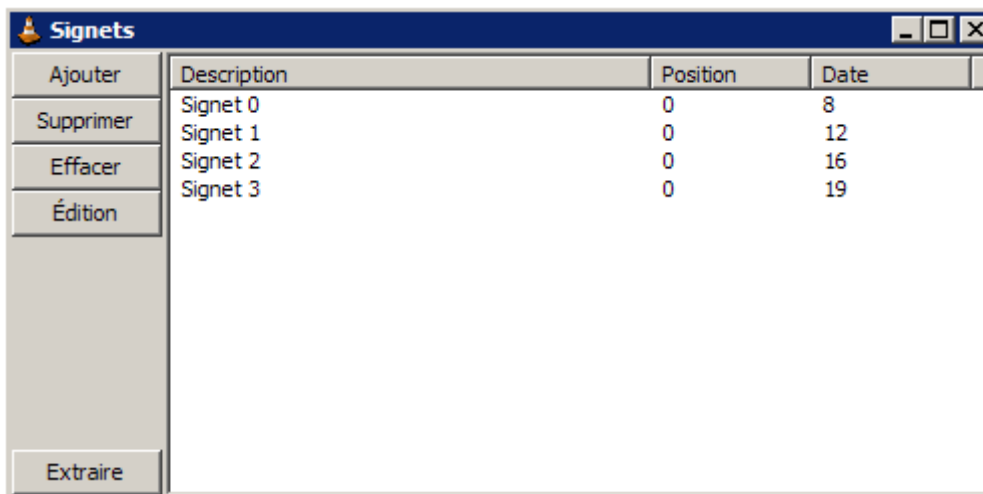 Signets
Ajouter
Supprimer
Effacer
Édition
Extraire
Description Position Date
Signet 0 0 8
Signet 1 0 12
Signet 2 0 16
Signet 3 0 19